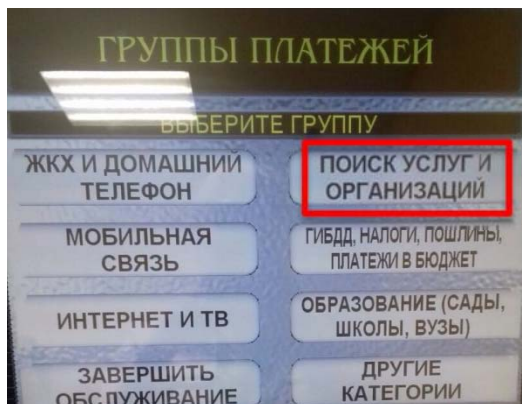 ГРУППЫ ПЛАТЕЖЕЙ
ВЫБЕРИТЕ ГРУППУ
ЖКХ И ДОМАШНИЙ
ТЕЛЕФОН
ПОИСК УСЛУГ И
ОРГАНИЗАЦИЙ
МОБИЛЬНАЯ
СВЯЗЬ
ГИБДД, НАЛОГИ, ПОШЛИНЫ,
ПЛАТЕЖИ В БЮДЖЕТ
ИНТЕРНЕТ И ТВ
ОБРАЗОВАНИЕ (САДЫ,
ШКОЛЫ, ВУЗЫ)
ЗАВЕРШИТЬ
ОБСЛУЖИВАНИЕ
ДРУГИЕ
КАТЕГОРИИ